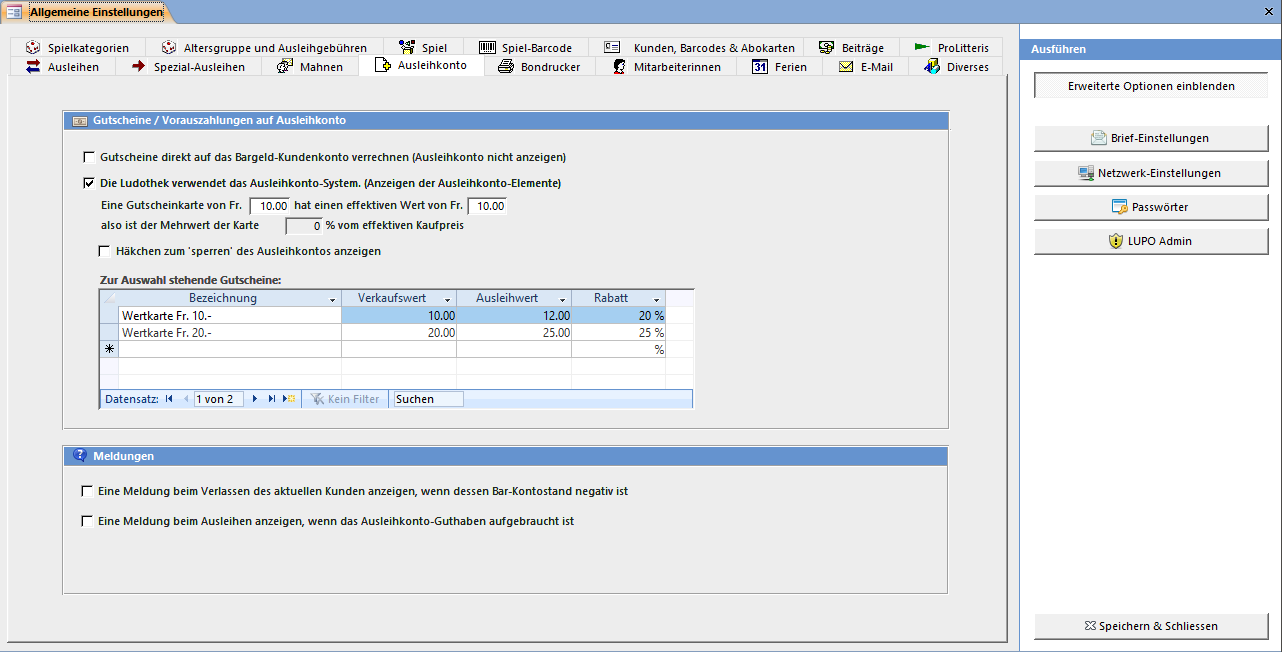 Allgemeine Einstellungen
Spielkategorien
Altersgruppe und Ausleihgebühren
Spiel
Spiel-Barcode
Kunden, Barcodes & Abokarten
Beiträge
ProLitteris
Ausleihen
Spezial-Ausleihen
Mahnen
Ausleihkonto
Bondrucker
Mitarbeiterinnen
31 Ferien
E-Mail
Diverses
Gutscheine / Vorauszahlungen auf Ausleihkonto
Gutscheine direkt auf das Bargeld-Kundenkonto verrechnen (Ausleihkonto nicht anzeigen)
Die Ludothek verwendet das Ausleihkonto-System. (Anzeigen der Ausleihkonto-Elemente)
Eine Gutscheinkarte von Fr. 10.00 hat einen effektiven Wert von Fr. 10.00
also ist der Mehrwert der Karte 0 % vom effektiven Kaufpreis
Häkchen zum 'sperren' des Ausleihkontos anzeigen
Zur Auswahl stehende Gutscheine:
Bezeichnung Verkaufswert Ausleihwert Rabatt
Wertkarte Fr. 10.- 10.00 12.00 20 %
Wertkarte Fr. 20.- 20.00 25.00 25 %
%
Datensatz: 1 von 2 Kein Filter Suchen
Meldungen
Eine Meldung beim Verlassen des aktuellen Kunden anzeigen, wenn dessen Bar-Kontostand negativ ist
Eine Meldung beim Ausleihen anzeigen, wenn das Ausleihkonto-Guthaben aufgebraucht ist
Ausführen
Erweiterte Optionen einblenden
Brief-Einstellungen
Netzwerk-Einstellungen
Passwörter
LUPO Admin
Speichern & Schliessen